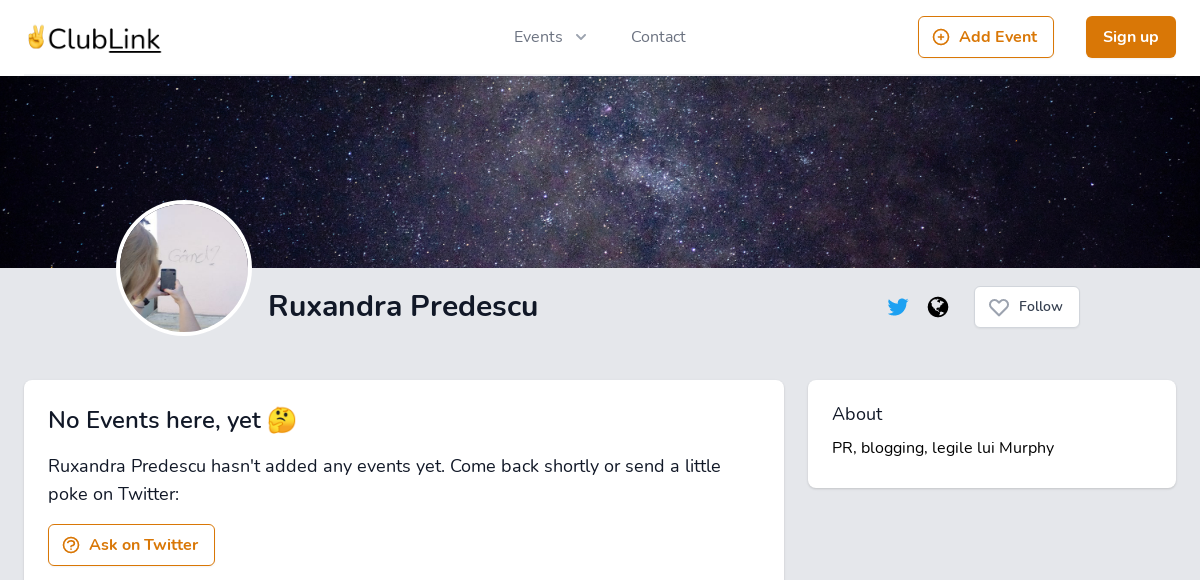 ✌️ClubLink
Events
Contact
Add Event
Sign up
Ruxandra Predescu
Follow
No Events here, yet 🤔
Ruxandra Predescu hasn't added any events yet. Come back shortly or send a little
poke on Twitter:
Ask on Twitter
About
PR, blogging, legile lui Murphy